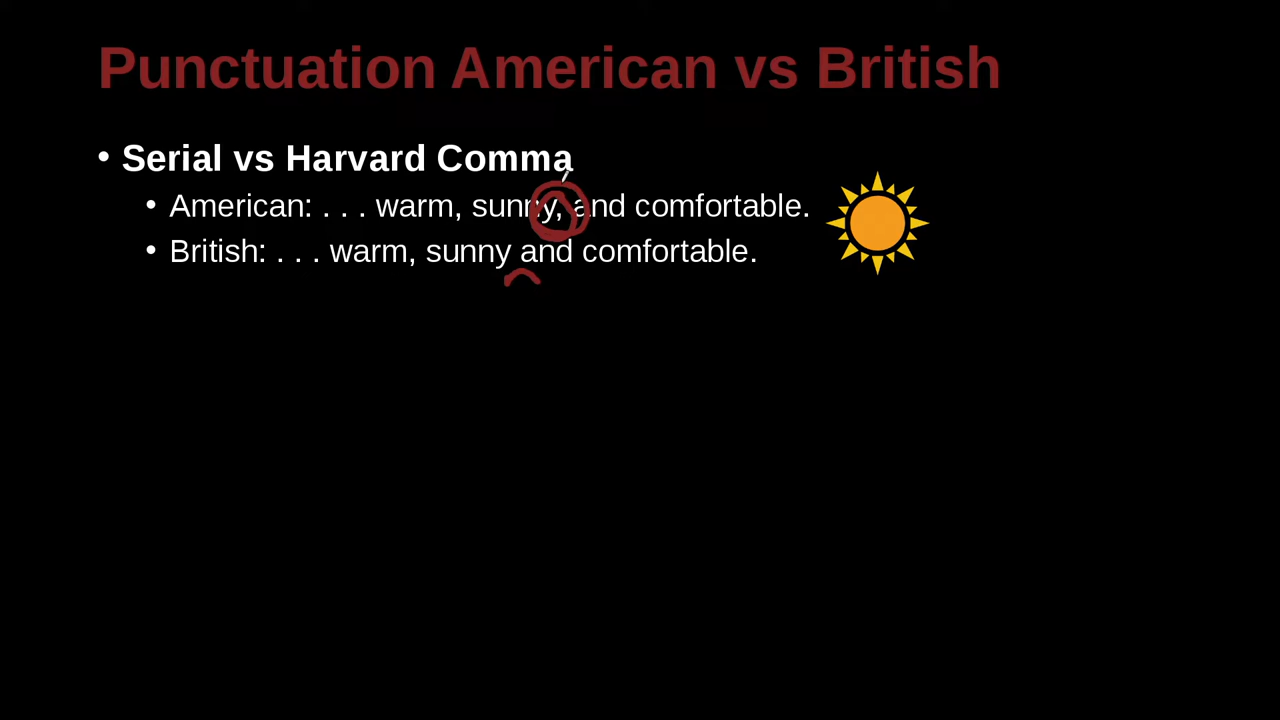 Punctuation American vs British
• Serial vs Harvard Comma
• American: . . . warm, sunny, and comfortable.
• British: . . . warm, sunny and comfortable.